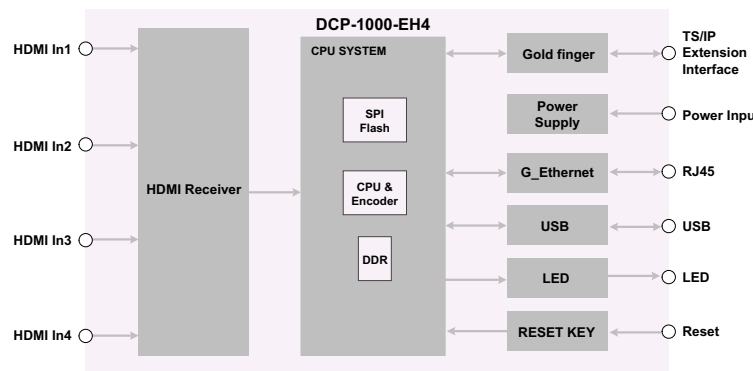 DCP-1000-EH4
HDMI In1
HDMI In2
HDMI In3
HDMI In4
HDMI Receiver
CPU SYSTEM
SPI
Flash
CPU &
Encoder
DDR
Gold finger
Power
Supply
G_Ethernet
USB
LED
RESET KEY
TS/IP
Extension
Interface
Power Inpu
RJ45
USB
LED
Reset